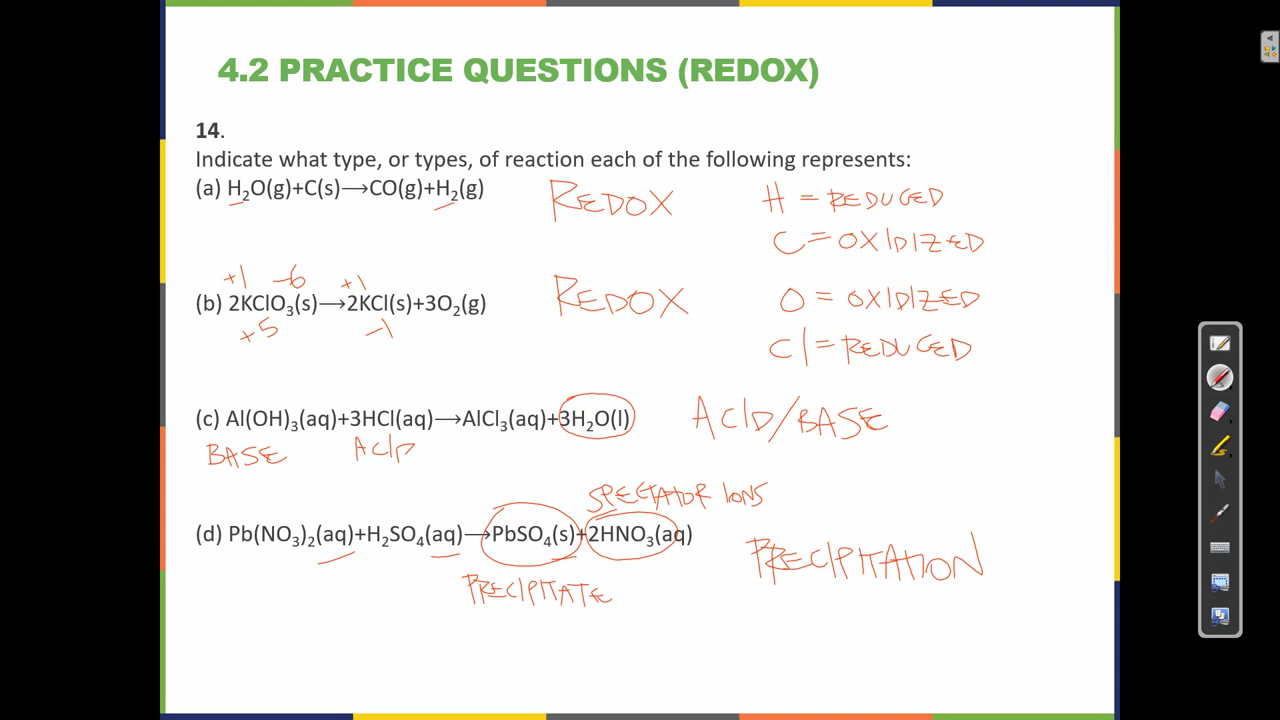 4.2 PRACTICE QUESTIONS (REDOX)
14.
Indicate what type, or types, of reaction each of the following represents:
(a) H₂O(g)+C(s)⟶CO(g)+H₂(g)
REDOX
H = REDUCED
C = OXIDIZED
+1 -6 +1
(b) 2KClO₃(s)⟶2KCl(s)+3O₂(g)
+5 -1
REDOX
O = OXIDIZED
Cl = REDUCED
(c) Al(OH)₃(aq)+3HCl(aq)⟶AlCl₃(aq)+3H₂O(l)
BASE ACID
ACID/BASE
SPECTATOR IONS
(d) Pb(NO₃)₂(aq)+H₂SO₄(aq)⟶PbSO₄(s)+2HNO₃(aq)
PRECIPITATE
PRECIPITATION